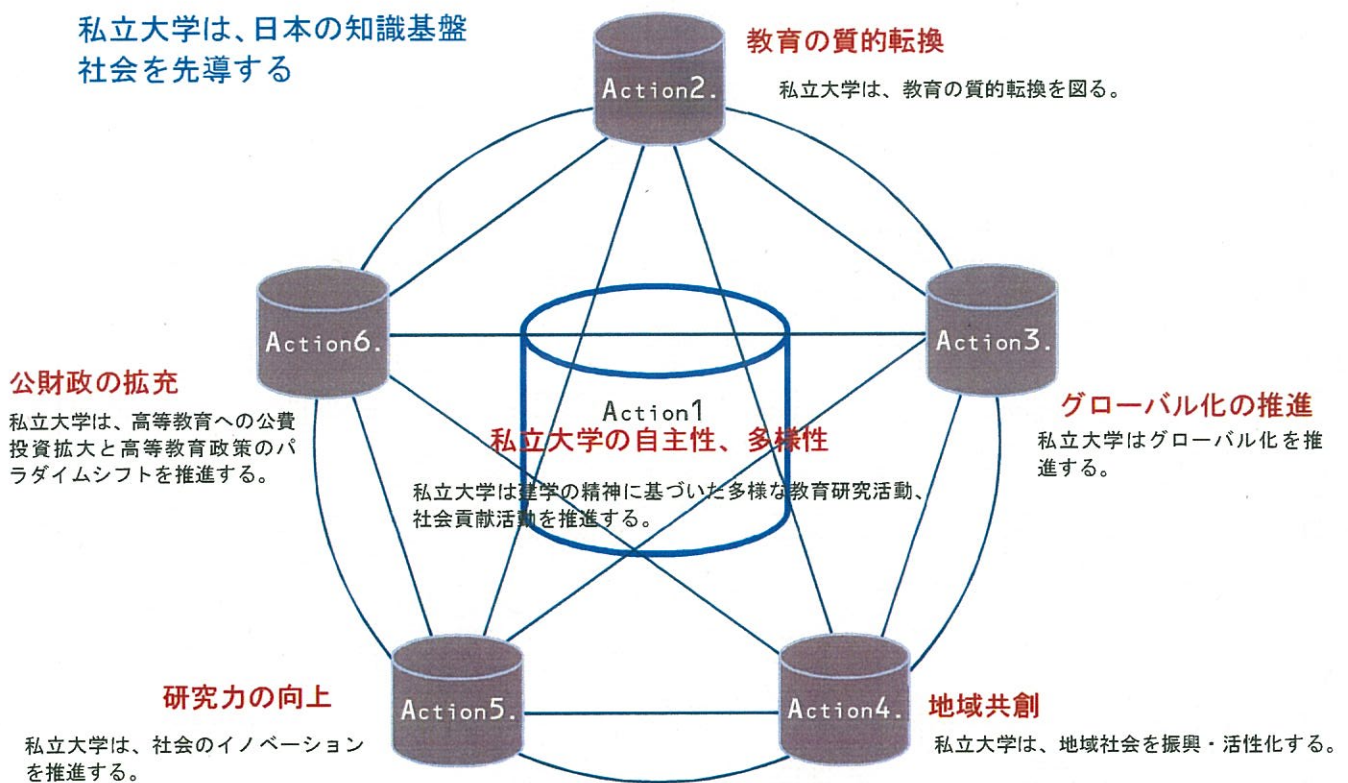 私立大学は、日本の知識基盤
社会を先導する
Action2.
教育の質的転換
私立大学は、教育の質的転換を図る。
Action6.
公財政の拡充
私立大学は、高等教育への公費
投資拡大と高等教育政策のパ
ラダイムシフトを推進する。
Action1
私立大学の自主性、多様性
私立大学は建学の精神に基づいた多様な教育研究活動、
社会貢献活動を推進する。
Action3.
グローバル化の推進
私立大学はグローバル化を推
進する。
Action5.
研究力の向上
私立大学は、社会のイノベーション
を推進する。
Action4.
地域共創
私立大学は、地域社会を振興・活性化する。